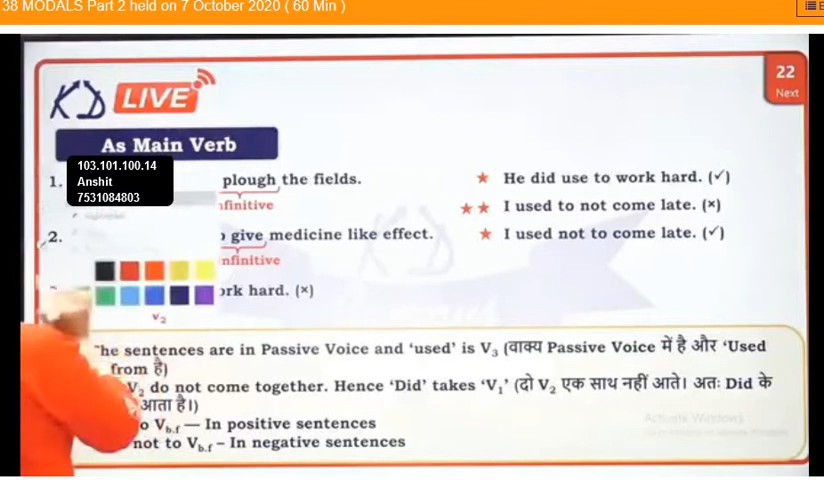 38 MODALS Part 2 held on 7 October 2020 ( 60 Min )
KD LIVE
22
Next
As Main Verb
103.101.100.14
Anshit
7531084803
1. plough the fields.
nfinitive
2. give medicine like effect.
nfinitive
ork hard. (×)
V₂
★ He did use to work hard. (✓)
★★ I used to not come late. (×)
★ I used not to come late. (✓)
he sentences are in Passive Voice and ‘used’ is V₃ (वाक्य Passive Voice में है और ‘Used
from है)
V₂ do not come together. Hence ‘Did’ takes ‘V₁’ (दो V₂ एक साथ नहीं आते। अतः Did के
आता है।)
o V b.f — In positive sentences
not to V b.f – In negative sentences
Activate Windows